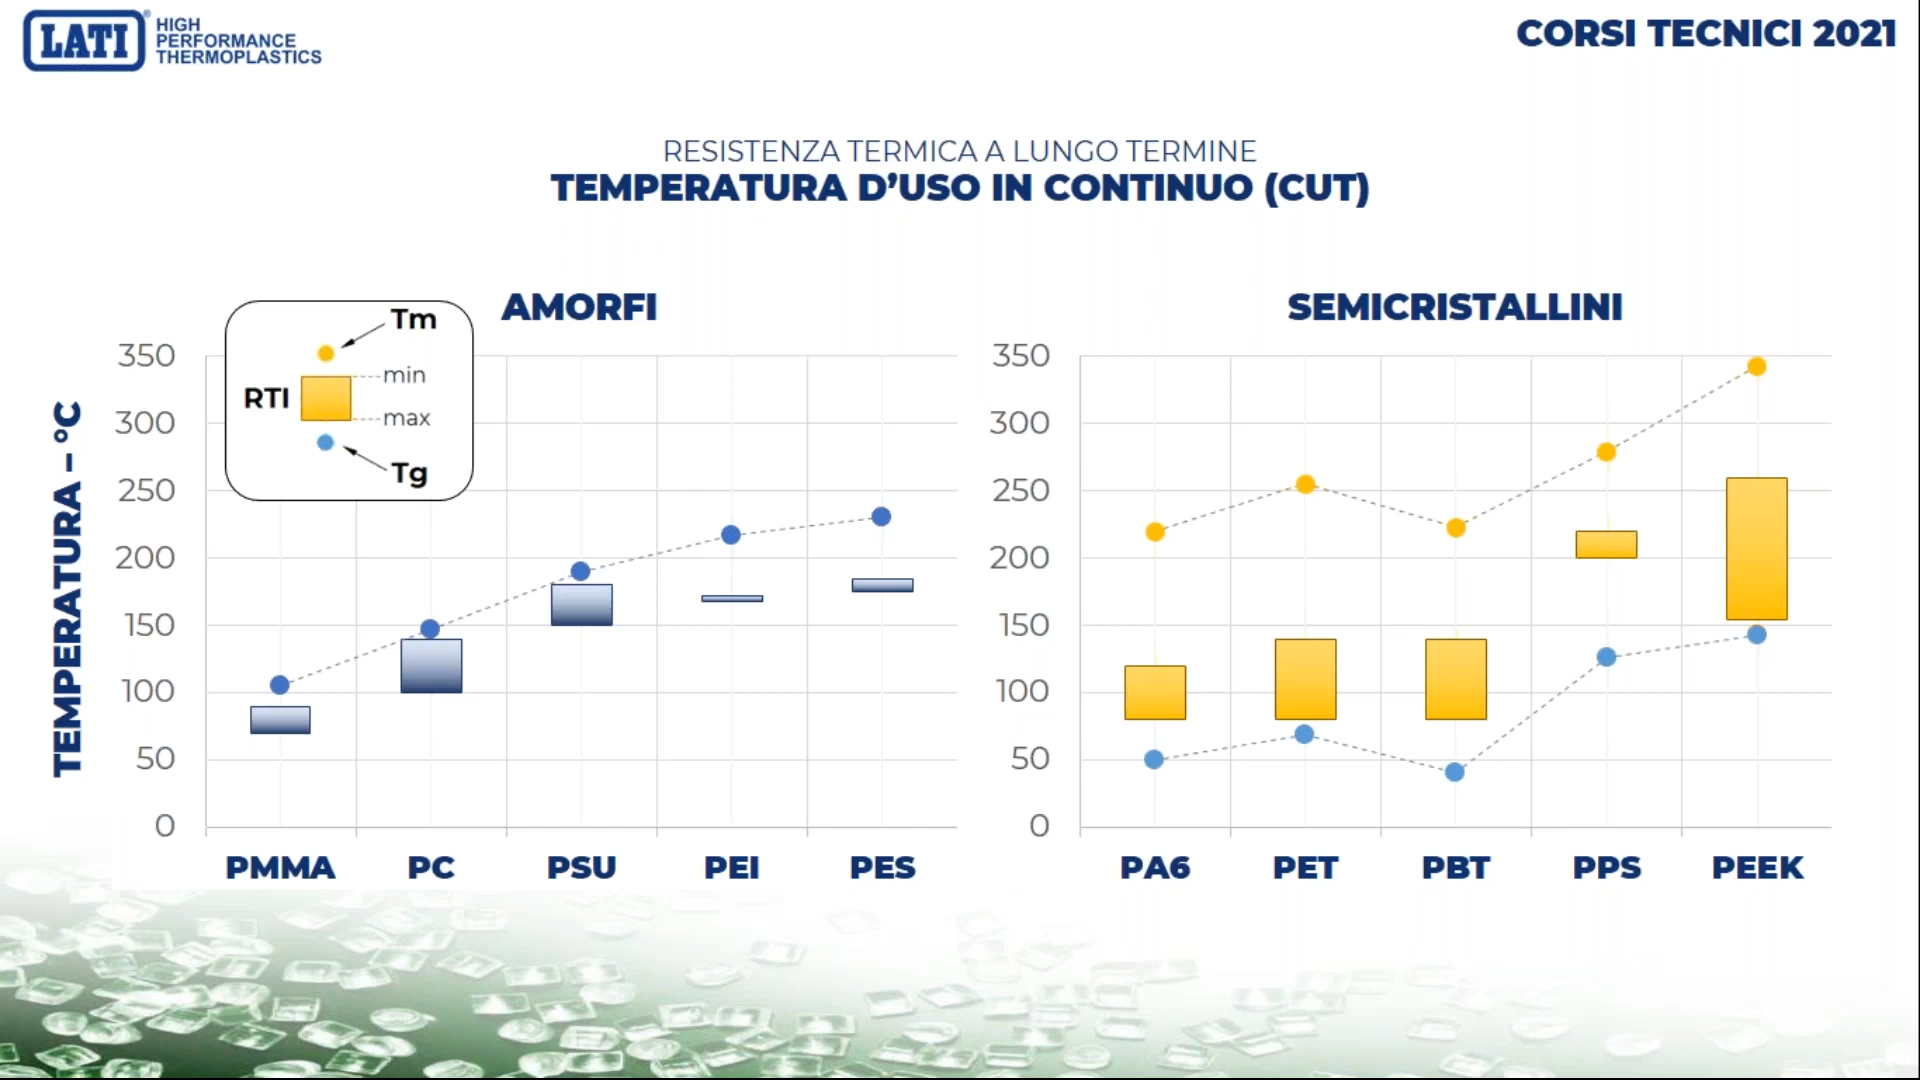 LATI®
HIGH
PERFORMANCE
THERMOPLASTICS
CORSI TECNICI 2021
RESISTENZA TERMICA A LUNGO TERMINE
TEMPERATURA D’USO IN CONTINUO (CUT)
AMORFI
TEMPERATURA – °C
350
300
250
200
150
100
50
0
Tm
min
RTI
max
Tg
PMMA PC PSU PEI PES
SEMICRISTALLINI
350
300
250
200
150
100
50
0
PA6 PET PBT PPS PEEK